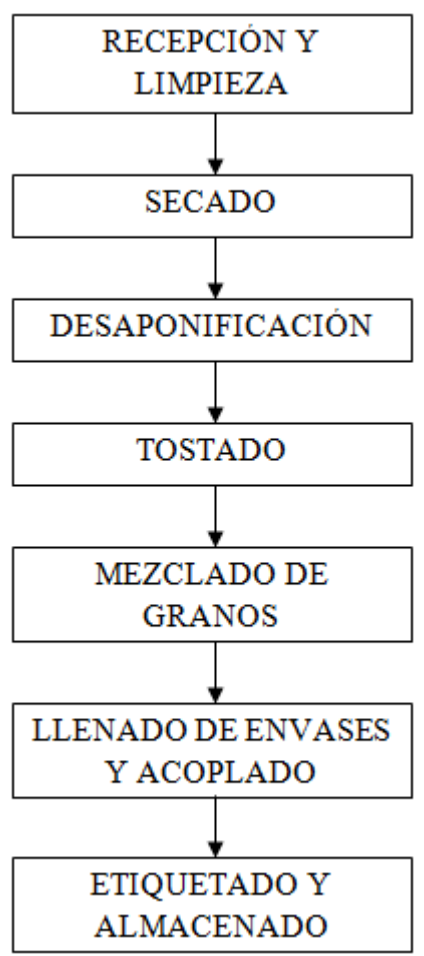 RECEPCIÓN Y
LIMPIEZA
SECADO
DESAPONIFICACIÓN
TOSTADO
MEZCLADO DE
GRANOS
LLENADO DE ENVASES
Y ACOPLADO
ETIQUETADO Y
ALMACENADO